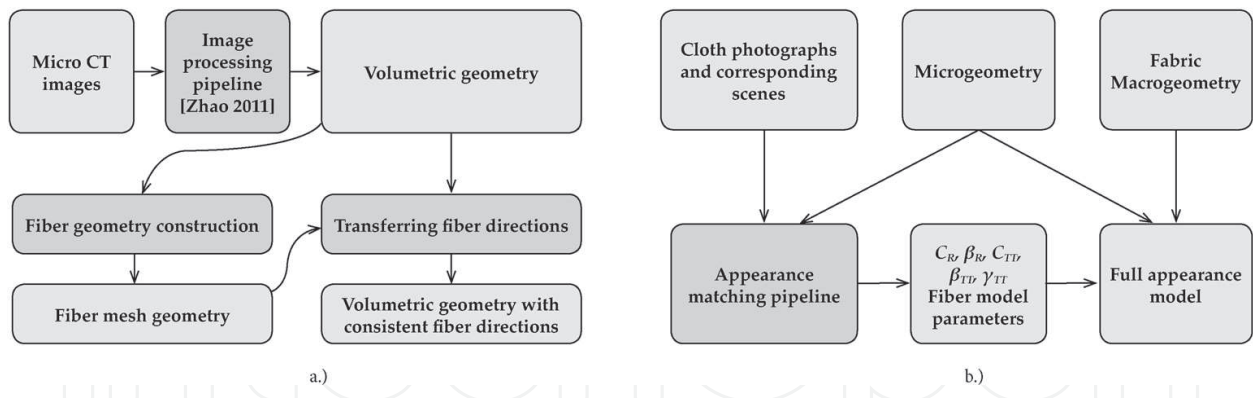 Micro CT
images
Image
processing
pipeline
[Zhao 2011]
Volumetric geometry
Fiber geometry construction
Transferring fiber directions
Fiber mesh geometry
Volumetric geometry with
consistent fiber directions
a.)
Cloth photographs
and corresponding
scenes
Microgeometry
Fabric
Macrogeometry
Appearance
matching pipeline
C_R, β_R, C_TT,
β_TT, γ_TT
Fiber model
parameters
Full appearance
model
b.)